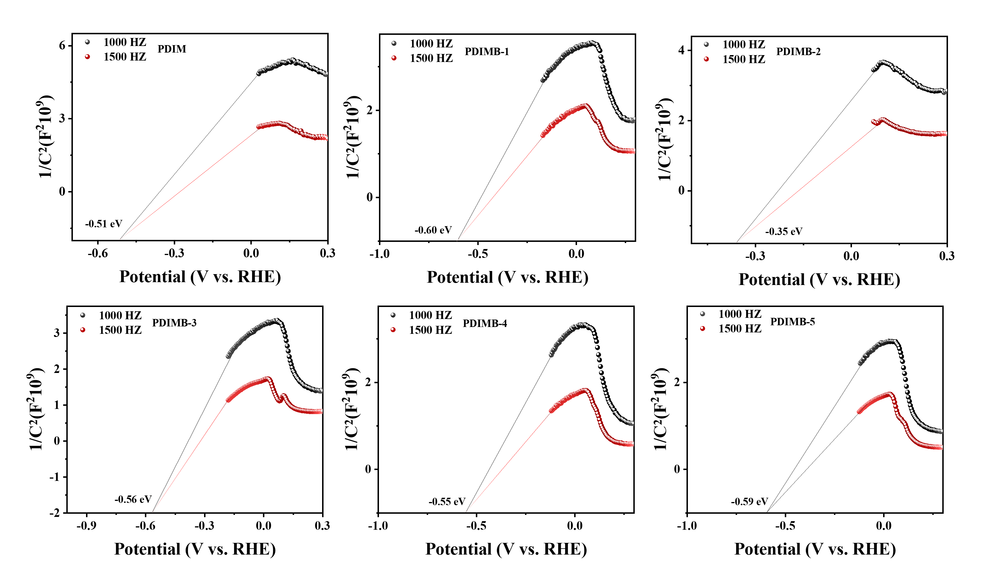 1000 HZ
1500 HZ
PDIM
6
3
0
1/C²(F²10⁹)
-0.51 eV
-0.6
-0.3
0.0
0.3
Potential (V vs. RHE)
1000 HZ
1500 HZ
PDIMB-1
2
0
1/C²(F²10⁹)
-0.60 eV
-1.0
-0.5
0.0
Potential (V vs. RHE)
1000 HZ
1500 HZ
PDIMB-2
4
2
0
1/C²(F²10⁹)
-0.35 eV
-0.3
0.0
0.3
Potential (V vs. RHE)
1000 HZ
1500 HZ
PDIMB-3
3
2
1
0
-1
-2
1/C²(F²10⁹)
-0.56 eV
-0.9
-0.6
-0.3
0.0
0.3
Potential (V vs. RHE)
1000 HZ
1500 HZ
PDIMB-4
2
0
1/C²(F²10⁹)
-0.55 eV
-1.0
-0.5
0.0
Potential (V vs. RHE)
1000 HZ
1500 HZ
PDIMB-5
2
0
1/C²(F²10⁹)
-0.59 eV
-1.0
-0.5
0.0
Potential (V vs. RHE)